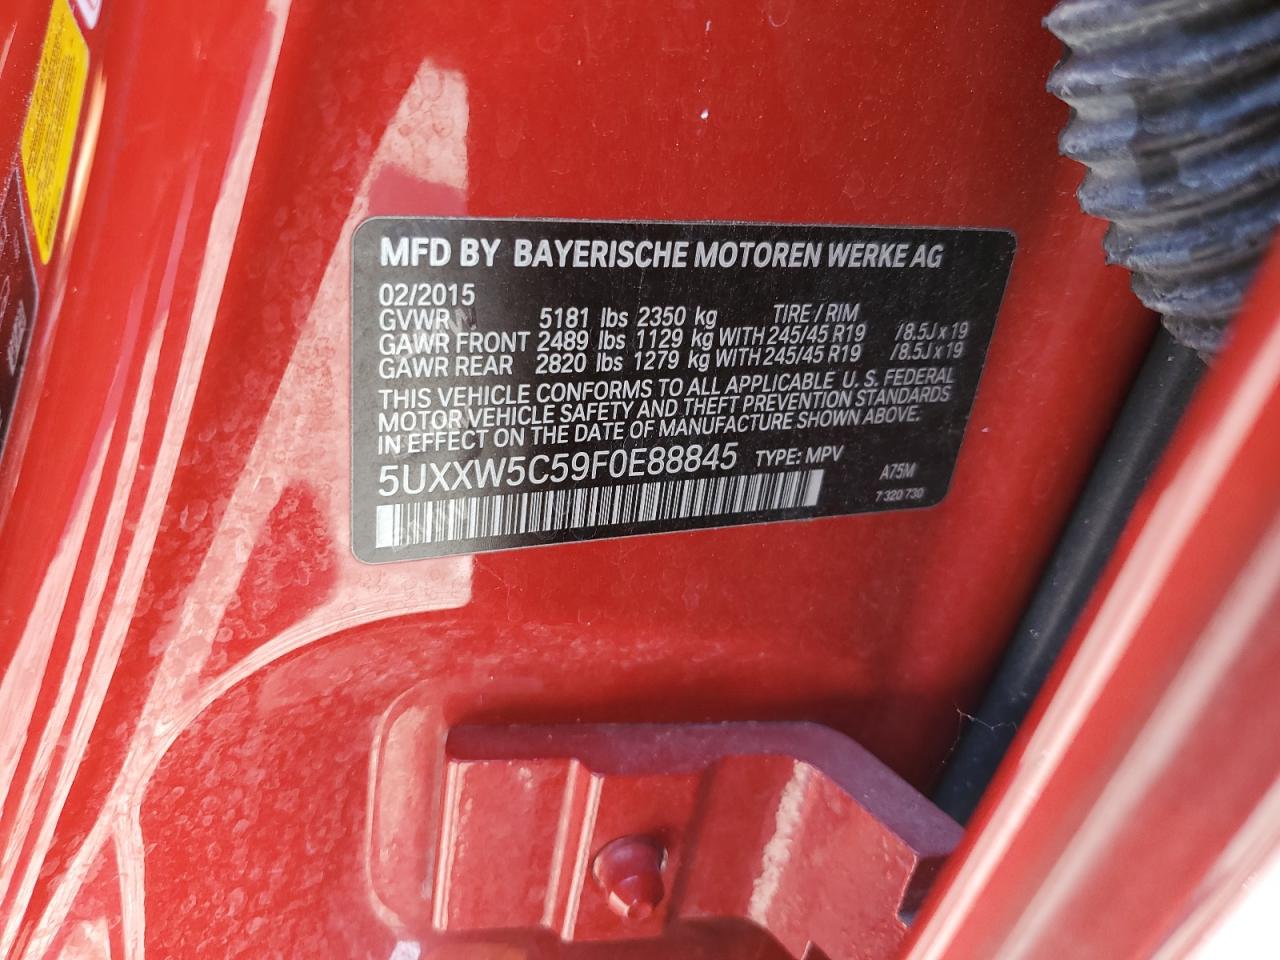 MFD BY BAYERISCHE MOTOREN WERKE AG
02/2015
GVWR 5181 lbs 2350 kg TIRE / RIM
GAWR FRONT 2489 lbs 1129 kg WITH 245/45 R19 /8.5J x 19
GAWR REAR 2820 lbs 1279 kg WITH 245/45 R19 /8.5J x 19
THIS VEHICLE CONFORMS TO ALL APPLICABLE U.S. FEDERAL
MOTOR VEHICLE SAFETY AND THEFT PREVENTION STANDARDS
IN EFFECT ON THE DATE OF MANUFACTURE SHOWN ABOVE:
5UXXW5C59F0E88845 TYPE: MPV A75M
7 320 730